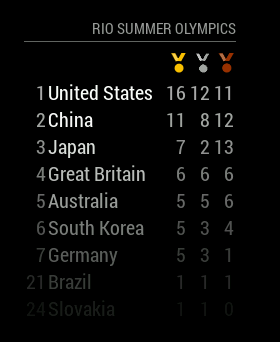 RIO SUMMER OLYMPICS
1 United States 16 12 11
2 China 11 8 12
3 Japan 7 2 13
4 Great Britain 6 6 6
5 Australia 5 5 6
6 South Korea 5 3 4
7 Germany 5 3 1
21 Brazil 1 1 1
24 Slovakia 1 1 0